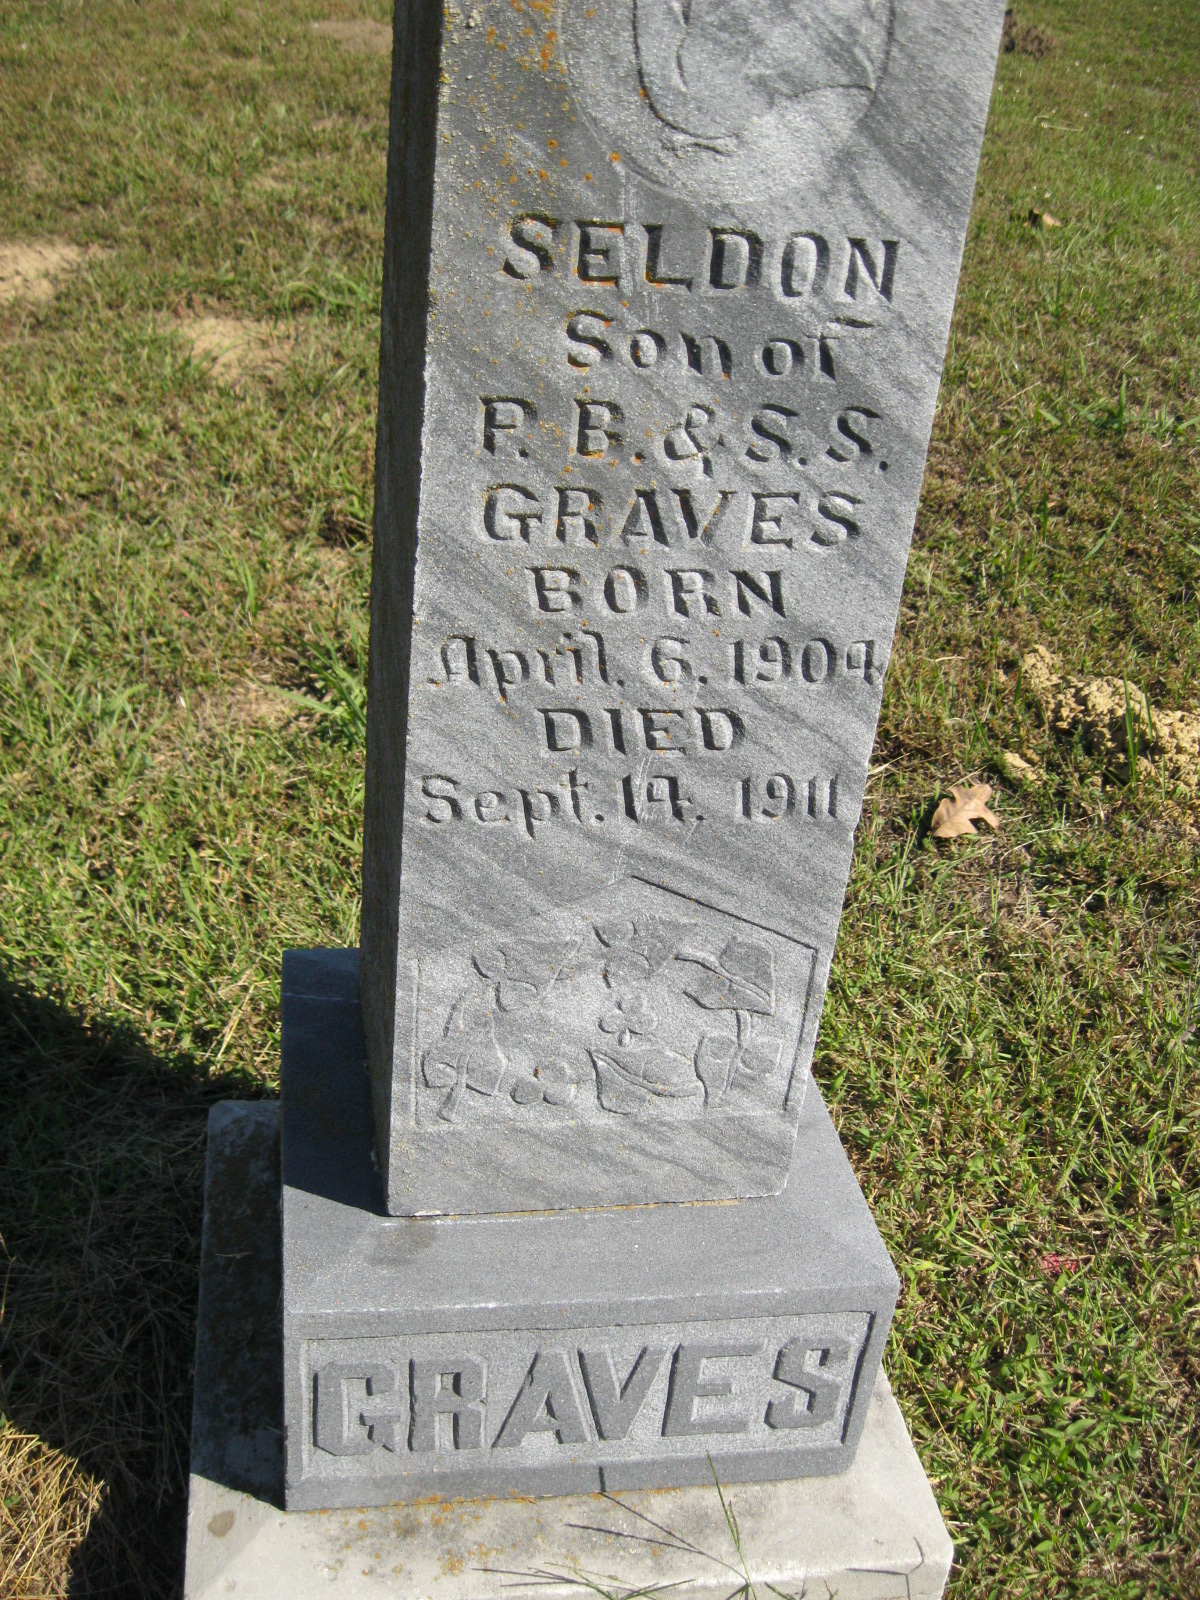 SELDON
Son of
P. B. & S. S.
GRAVES
BORN
April. 6. 1904
DIED
Sept. 14. 1911
GRAVES